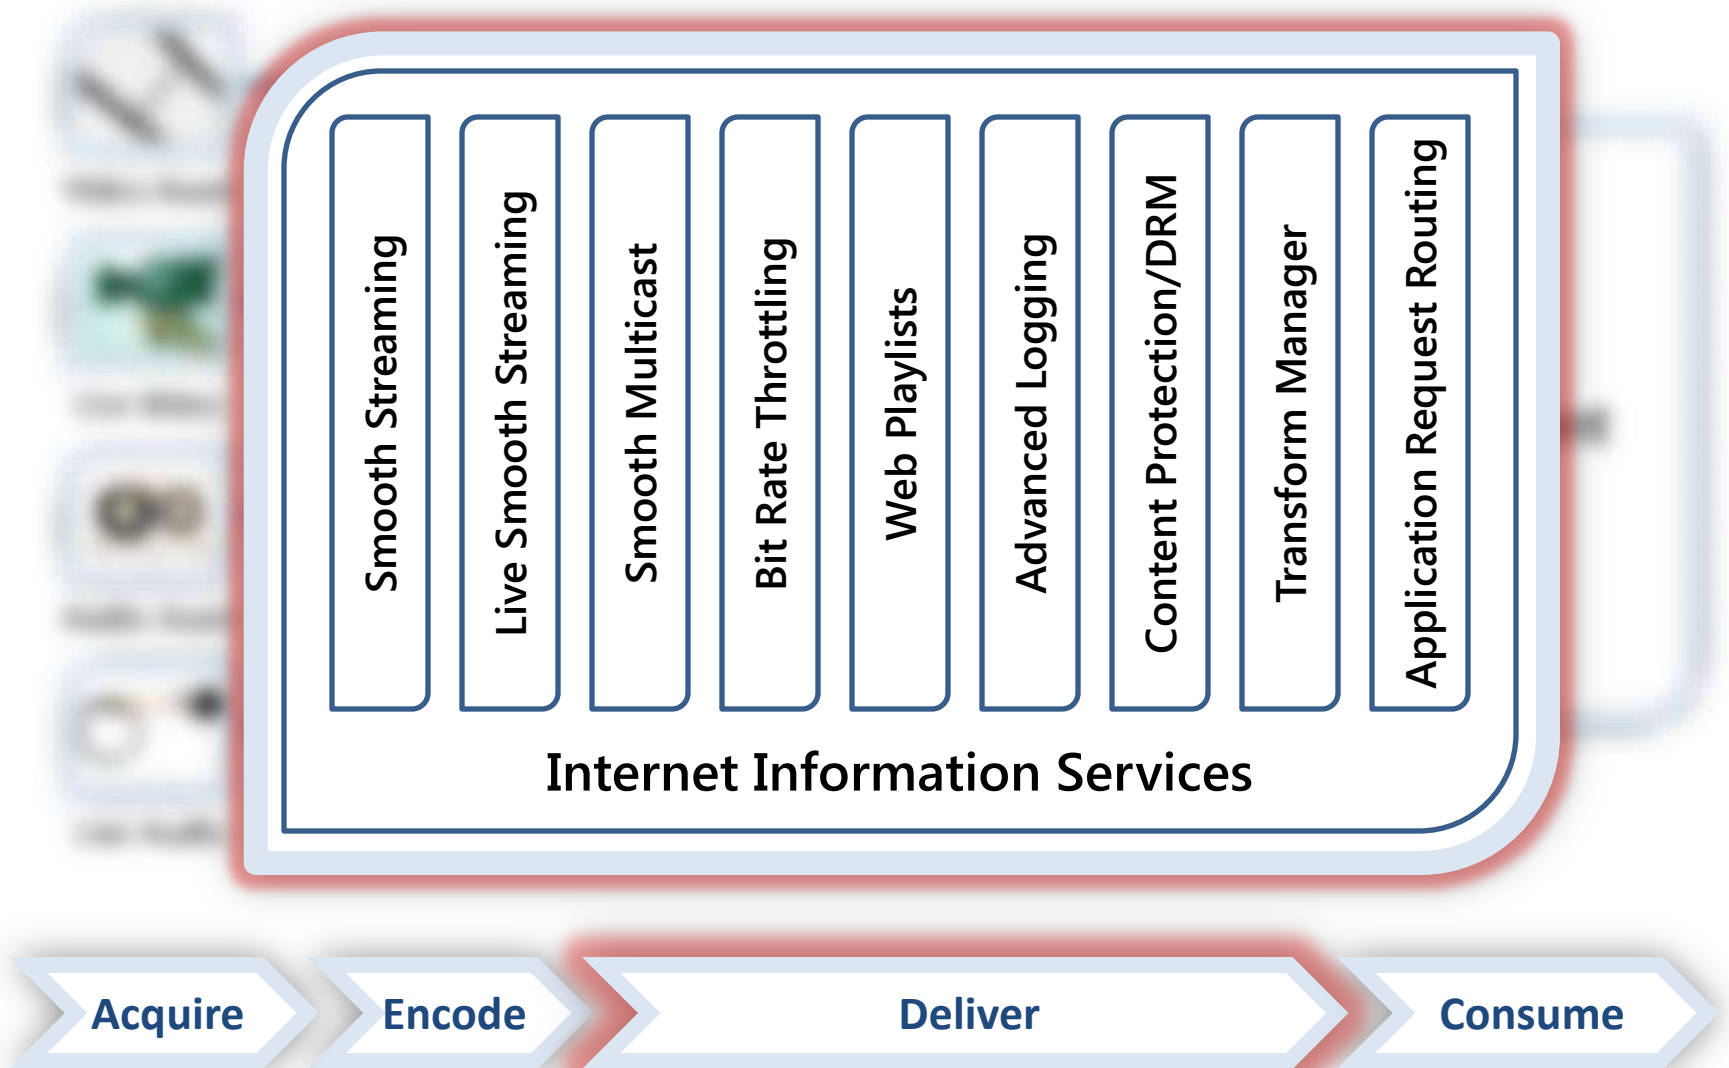 Smooth Streaming
Live Smooth Streaming
Smooth Multicast
Bit Rate Throttling
Web Playlists
Advanced Logging
Content Protection/DRM
Transform Manager
Application Request Routing
Internet Information Services
Acquire
Encode
Deliver
Consume